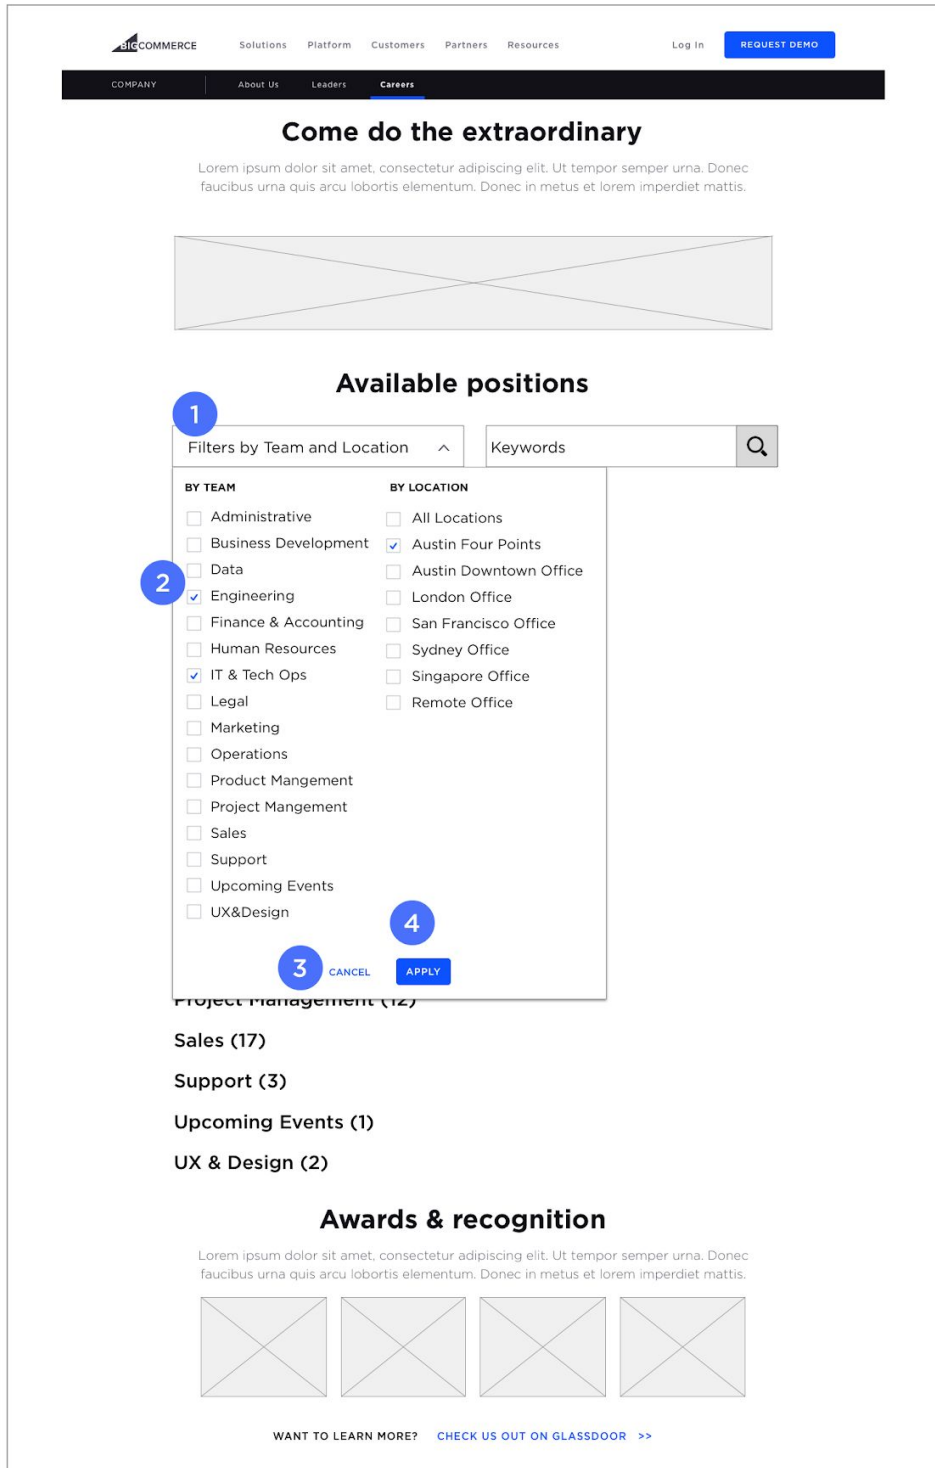 BIGCOMMERCE Solutions Platform Customers Partners Resources Log In REQUEST DEMO
COMPANY About Us Leaders Careers
Come do the extraordinary
Lorem ipsum dolor sit amet, consectetur adipiscing elit. Ut tempor semper urna. Donec
faucibus urna quis arcu lobortis elementum. Donec in metus et lorem imperdiet mattis.
Available positions
1
Filters by Team and Location Keywords
BY TEAM BY LOCATION
Administrative All Locations
Business Development Austin Four Points
Data Austin Downtown Office
2
Engineering London Office
Finance & Accounting San Francisco Office
Human Resources Sydney Office
IT & Tech Ops Singapore Office
Legal Remote Office
Marketing
Operations
Product Mangement
Project Mangement
Sales
Support
Upcoming Events
UX&Design
4
3 CANCEL APPLY
Project Management (12)
Sales (17)
Support (3)
Upcoming Events (1)
UX & Design (2)
Awards & recognition
Lorem ipsum dolor sit amet, consectetur adipiscing elit. Ut tempor semper urna. Donec
faucibus urna quis arcu lobortis elementum. Donec in metus et lorem imperdiet mattis.
WANT TO LEARN MORE? CHECK US OUT ON GLASSDOOR >>